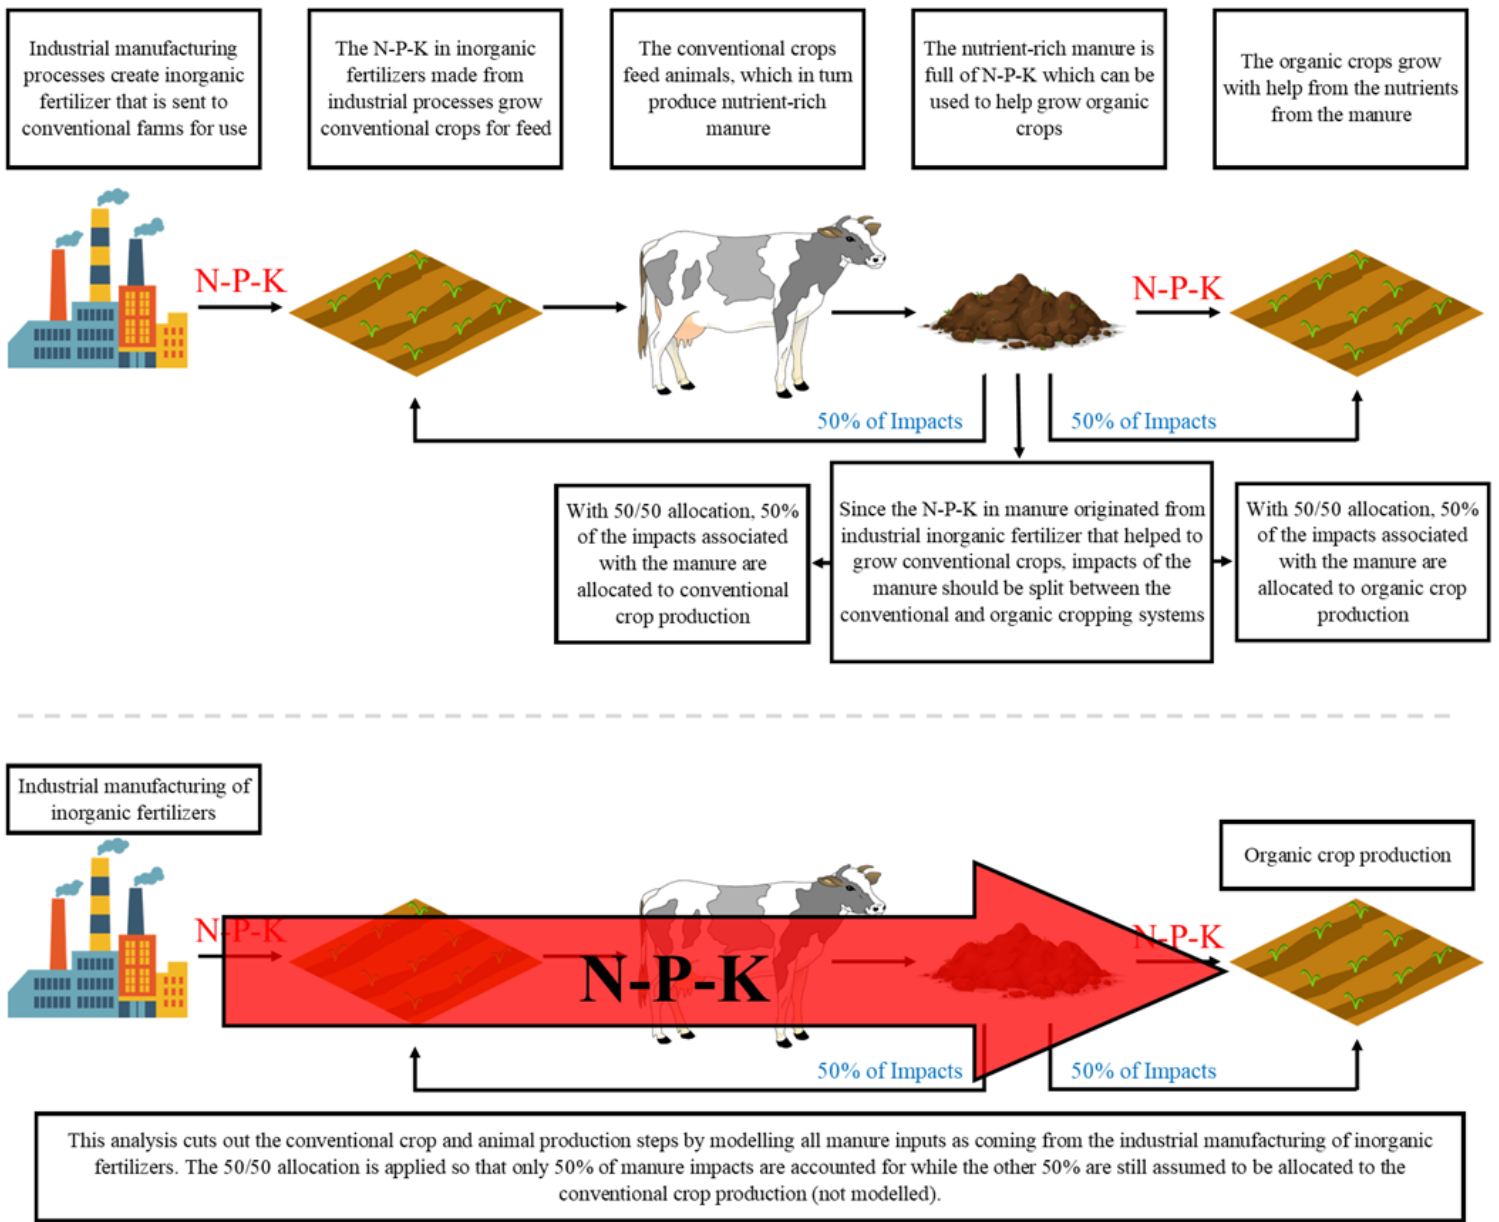 Industrial manufacturing
processes create inorganic
fertilizer that is sent to
conventional farms for use
The N-P-K in inorganic
fertilizers made from
industrial processes grow
conventional crops for feed
The conventional crops
feed animals, which in turn
produce nutrient-rich
manure
The nutrient-rich manure is
full of N-P-K which can be
used to help grow organic
crops
The organic crops grow
with help from the nutrients
from the manure
N-P-K
N-P-K
50% of Impacts
50% of Impacts
With 50/50 allocation, 50%
of the impacts associated
with the manure are
allocated to conventional
crop production
Since the N-P-K in manure originated from
industrial inorganic fertilizer that helped to
grow conventional crops, impacts of the
manure should be split between the
conventional and organic cropping systems
With 50/50 allocation, 50%
of the impacts associated
with the manure are
allocated to organic crop
production
Industrial manufacturing of
inorganic fertilizers
Organic crop production
N-P-K
N-P-K
N-P-K
50% of Impacts
50% of Impacts
This analysis cuts out the conventional crop and animal production steps by modelling all manure inputs as coming from the industrial manufacturing of inorganic
fertilizers. The 50/50 allocation is applied so that only 50% of manure impacts are accounted for while the other 50% are still assumed to be allocated to the
conventional crop production (not modelled).